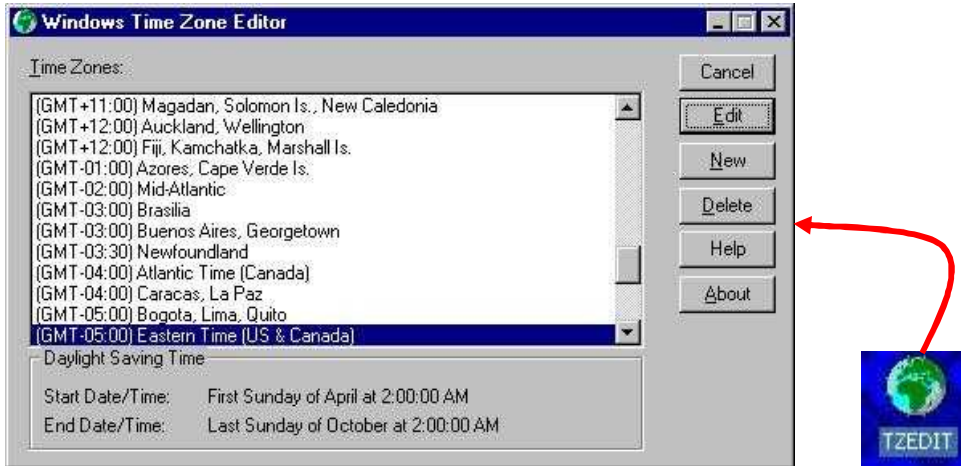 Windows Time Zone Editor
Time Zones:
(GMT+11:00) Magadan, Solomon Is., New Caledonia
(GMT+12:00) Auckland, Wellington
(GMT+12:00) Fiji, Kamchatka, Marshall Is.
(GMT-01:00) Azores, Cape Verde Is.
(GMT-02:00) Mid-Atlantic
(GMT-03:00) Brasilia
(GMT-03:00) Buenos Aires, Georgetown
(GMT-03:30) Newfoundland
(GMT-04:00) Atlantic Time (Canada)
(GMT-04:00) Caracas, La Paz
(GMT-05:00) Bogota, Lima, Quito
(GMT-05:00) Eastern Time (US & Canada)
Daylight Saving Time
Start Date/Time: First Sunday of April at 2:00:00 AM
End Date/Time: Last Sunday of October at 2:00:00 AM
Cancel
Edit
New
Delete
Help
About
TZEDIT